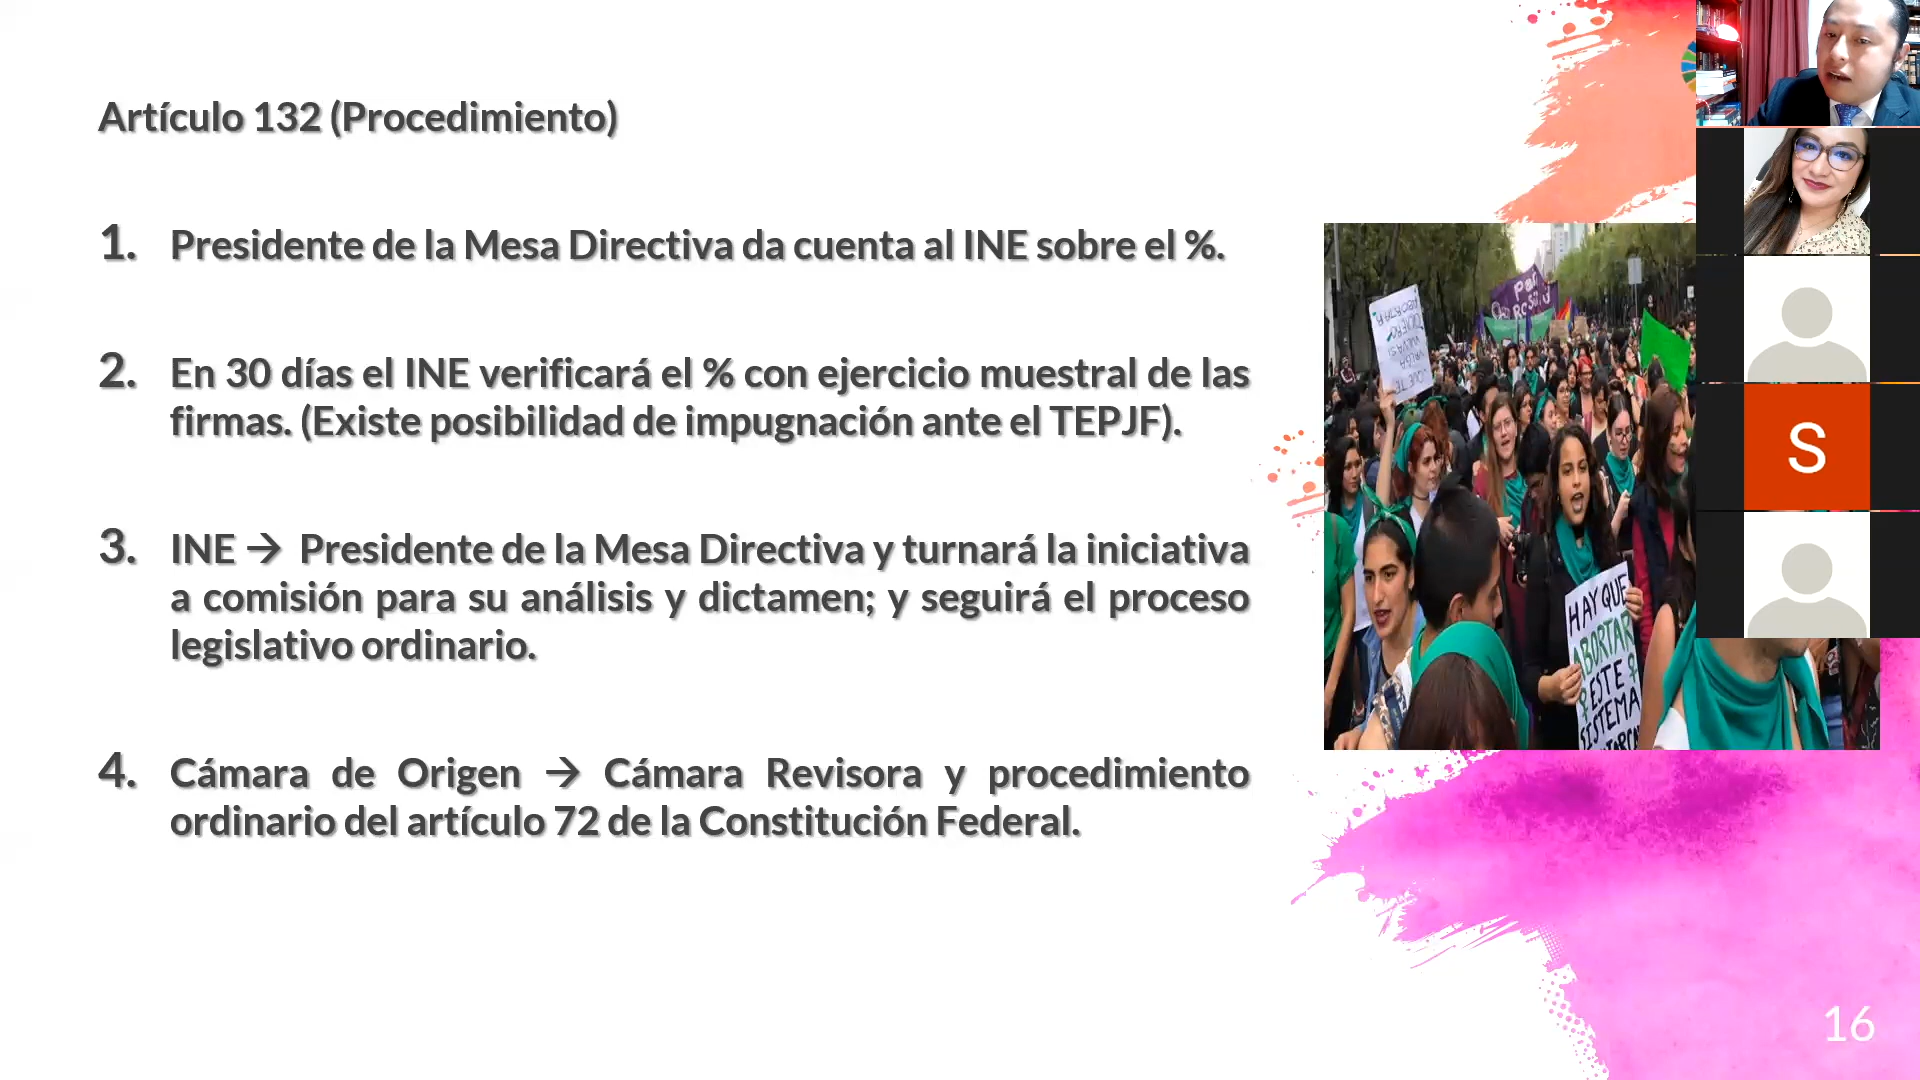 Artículo 132 (Procedimiento)
1. Presidente de la Mesa Directiva da cuenta al INE sobre el %.
2. En 30 días el INE verificará el % con ejercicio muestral de las
firmas. (Existe posibilidad de impugnación ante el TEPJF).
3. INE → Presidente de la Mesa Directiva y turnará la iniciativa
a comisión para su análisis y dictamen; y seguirá el proceso
legislativo ordinario.
4. Cámara de Origen → Cámara Revisora y procedimiento
ordinario del artículo 72 de la Constitución Federal.
HAY QUE
ABORTAR
ESTE
SISTEMA
S
16